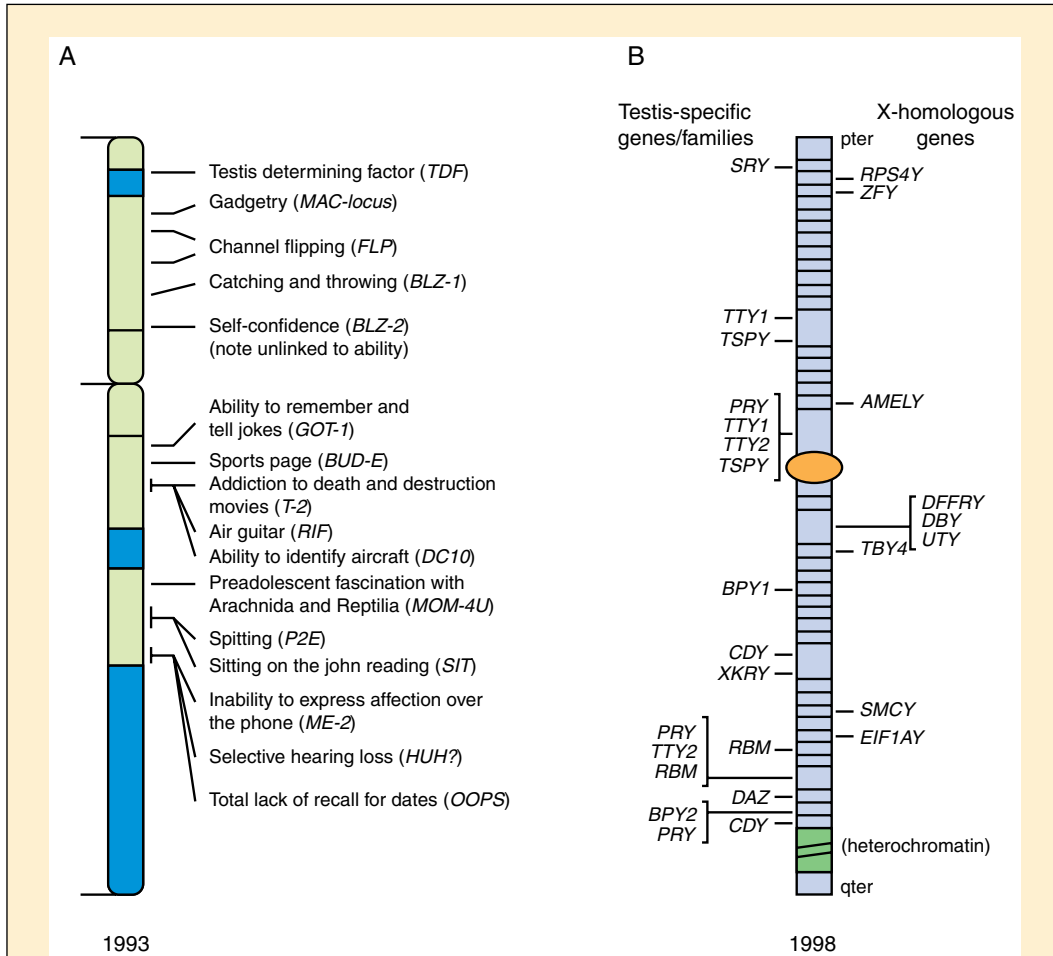 A
Testis determining factor (TDF)
Gadgetry (MAC-locus)
Channel flipping (FLP)
Catching and throwing (BLZ-1)
Self-confidence (BLZ-2)
(note unlinked to ability)
Ability to remember and
tell jokes (GOT-1)
Sports page (BUD-E)
Addiction to death and destruction
movies (T-2)
Air guitar (RIF)
Ability to identify aircraft (DC10)
Preadolescent fascination with
Arachnida and Reptilia (MOM-4U)
Spitting (P2E)
Sitting on the john reading (SIT)
Inability to express affection over
the phone (ME-2)
Selective hearing loss (HUH?)
Total lack of recall for dates (OOPS)
1993
B
Testis-specific
genes/families
X-homologous
genes
pter
SRY
RPS4Y
ZFY
TTY1
TSPY
AMELY
PRY
TTY1
TTY2
TSPY
DFFRY
DBY
UTY
TBY4
BPY1
CDY
XKRY
SMCY
EIF1AY
PRY
TTY2
RBM
RBM
DAZ
BPY2
PRY
CDY
(heterochromatin)
qter
1998